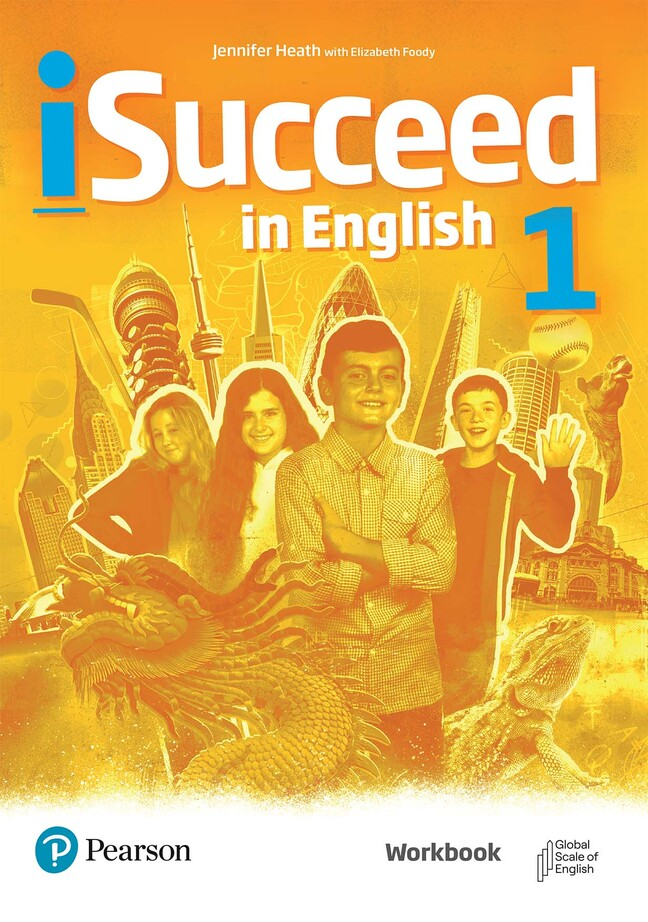 Jennifer Heath with Elizabeth Foody
iSucceed
in English 1
Pearson
Workbook
Global
Scale of
English